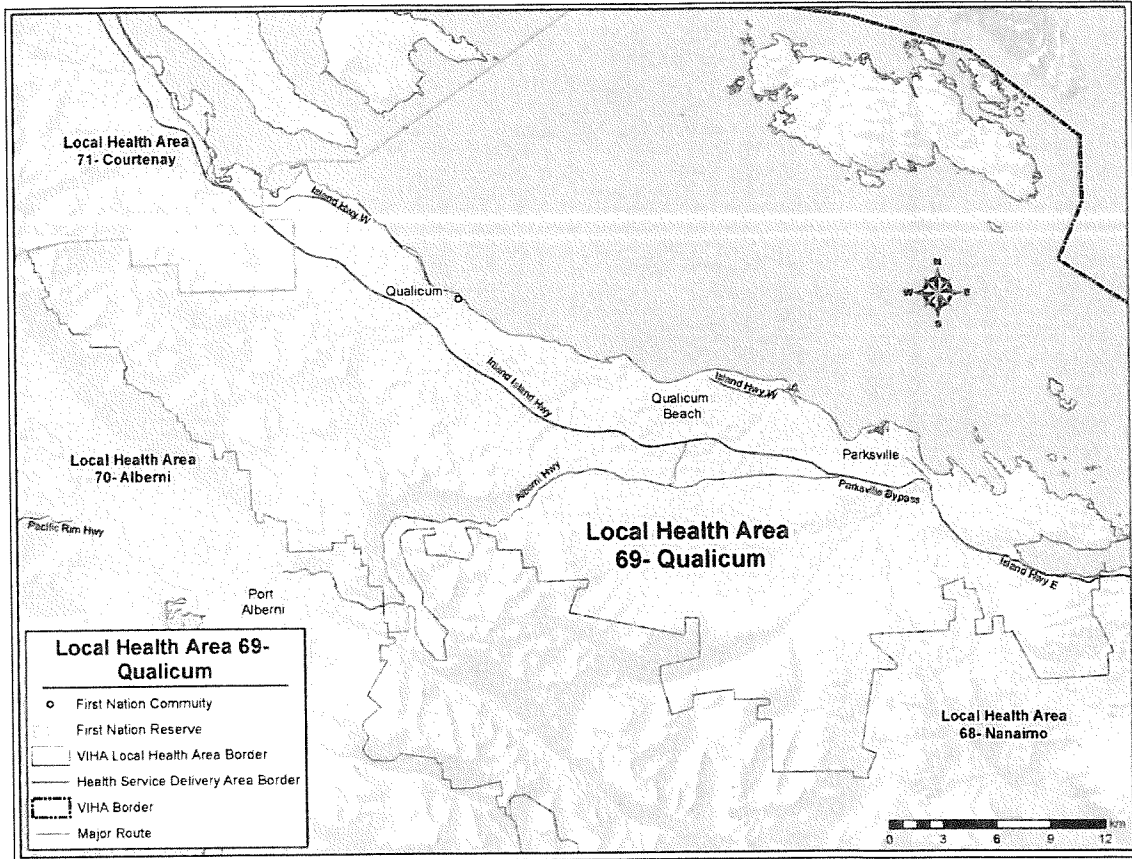 Local Health Area
71- Courtenay
Island Hwy W
Qualicum
Inland Island Hwy
Island Hwy W
Qualicum
Beach
Parksville
Local Health Area
70- Alberni
Alberni Hwy
Parksville Bypass
Pacific Rim Hwy
Local Health Area
69- Qualicum
Island Hwy E
Port
Alberni
Local Health Area
68- Nanaimo
N
W
E
S
Local Health Area 69-
Qualicum
First Nation Commuity
First Nation Reserve
VIHA Local Health Area Border
Health Service Delivery Area Border
VIHA Border
Major Route
km
0 3 6 9 12